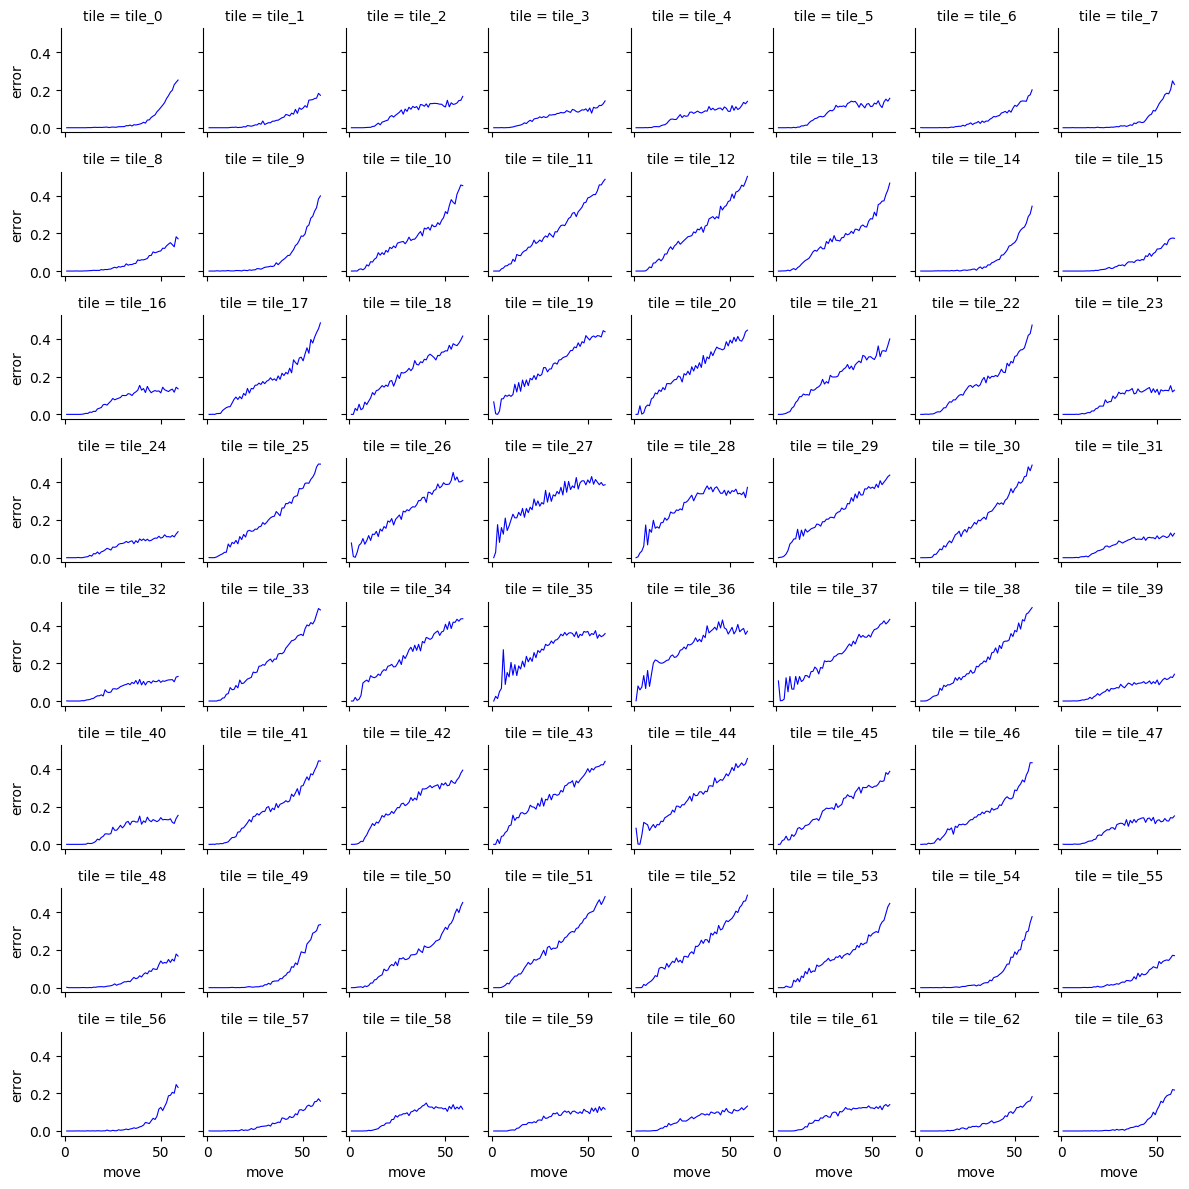 tile = tile_0 tile = tile_1 tile = tile_2 tile = tile_3 tile = tile_4 tile = tile_5 tile = tile_6 tile = tile_7
0.4
error
0.2
0.0
tile = tile_8 tile = tile_9 tile = tile_10 tile = tile_11 tile = tile_12 tile = tile_13 tile = tile_14 tile = tile_15
0.4
error
0.2
0.0
tile = tile_16 tile = tile_17 tile = tile_18 tile = tile_19 tile = tile_20 tile = tile_21 tile = tile_22 tile = tile_23
0.4
error
0.2
0.0
tile = tile_24 tile = tile_25 tile = tile_26 tile = tile_27 tile = tile_28 tile = tile_29 tile = tile_30 tile = tile_31
0.4
error
0.2
0.0
tile = tile_32 tile = tile_33 tile = tile_34 tile = tile_35 tile = tile_36 tile = tile_37 tile = tile_38 tile = tile_39
0.4
error
0.2
0.0
tile = tile_40 tile = tile_41 tile = tile_42 tile = tile_43 tile = tile_44 tile = tile_45 tile = tile_46 tile = tile_47
0.4
error
0.2
0.0
tile = tile_48 tile = tile_49 tile = tile_50 tile = tile_51 tile = tile_52 tile = tile_53 tile = tile_54 tile = tile_55
0.4
error
0.2
0.0
tile = tile_56 tile = tile_57 tile = tile_58 tile = tile_59 tile = tile_60 tile = tile_61 tile = tile_62 tile = tile_63
0.4
error
0.2
0.0
0 50 0 50 0 50 0 50 0 50 0 50 0 50 0 50
move move move move move move move move